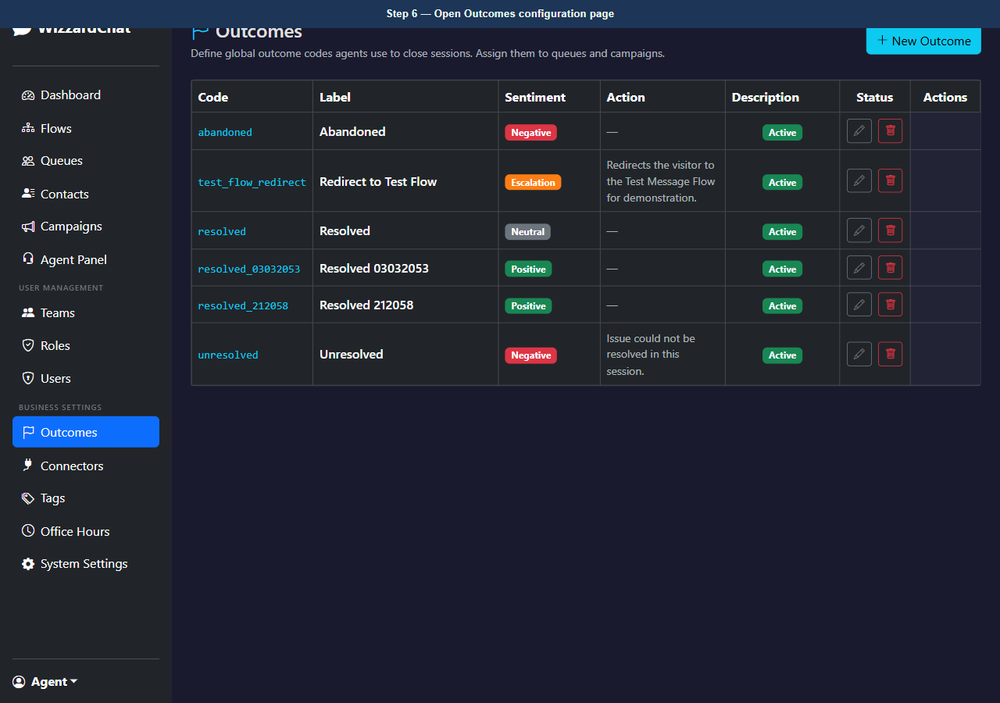 Step 6 — Open Outcomes configuration page
WizzardChat
Dashboard
Flows
Queues
Contacts
Campaigns
Agent Panel
USER MANAGEMENT
Teams
Roles
Users
BUSINESS SETTINGS
Outcomes
Connectors
Tags
Office Hours
System Settings
Agent
Outcomes
Define global outcome codes agents use to close sessions. Assign them to queues and campaigns.
+ New Outcome
Code Label Sentiment Action Description Status Actions
abandoned Abandoned Negative — Active
test_flow_redirect Redirect to Test Flow Escalation Redirects the visitor to
the Test Message Flow
for demonstration. Active
resolved Resolved Neutral — Active
resolved_03032053 Resolved 03032053 Positive — Active
resolved_212058 Resolved 212058 Positive — Active
unresolved Unresolved Negative Issue could not be
resolved in this
session. Active